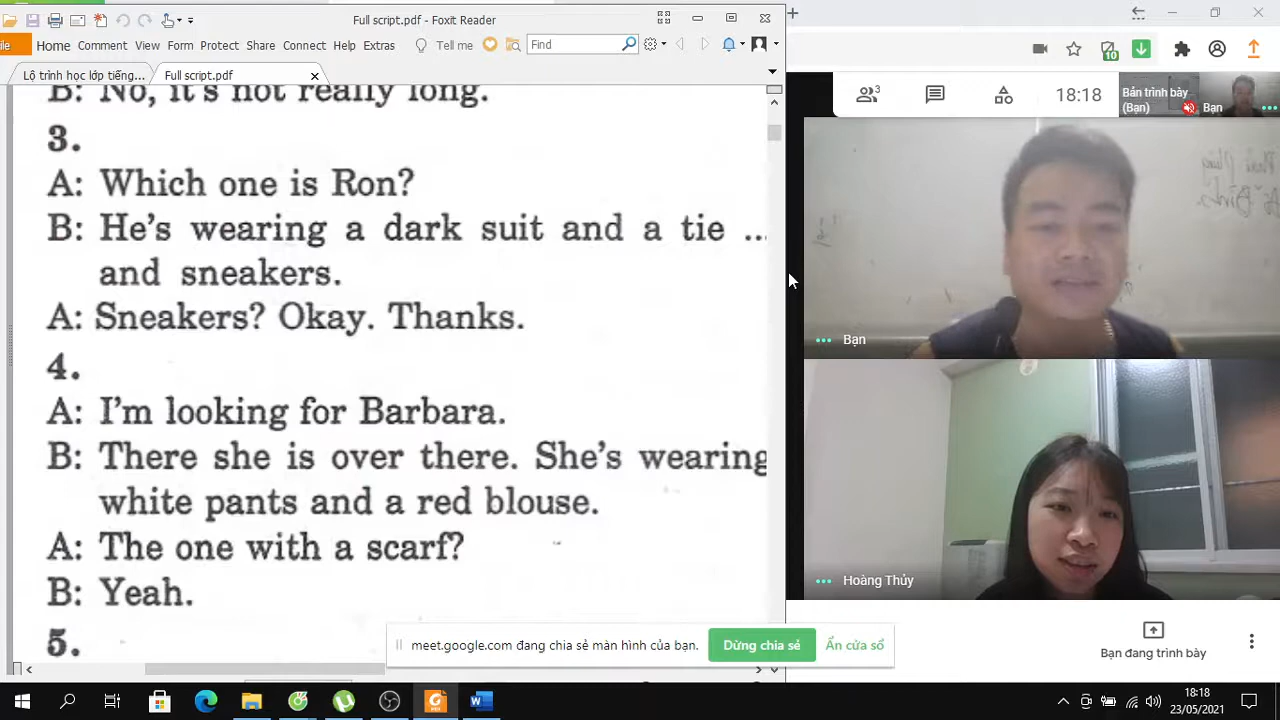 Full script.pdf - Foxit Reader
Home Comment View Form Protect Share Connect Help Extras Tell me Find
Lộ trình học lớp tiếng... Full script.pdf
B: No, it's not really long.
3.
A: Which one is Ron?
B: He's wearing a dark suit and a tie ...
and sneakers.
A: Sneakers? Okay. Thanks.
4.
A: I'm looking for Barbara.
B: There she is over there. She's wearing
white pants and a red blouse.
A: The one with a scarf?
B: Yeah.
5.
10
3
18:18
Bản trình bày
(Bạn)
Bạn
Bạn
Hoàng Thủy
Bạn đang trình bày
meet.google.com đang chia sẻ màn hình của bạn. Dừng chia sẻ Ẩn cửa sổ
18:18
23/05/2021